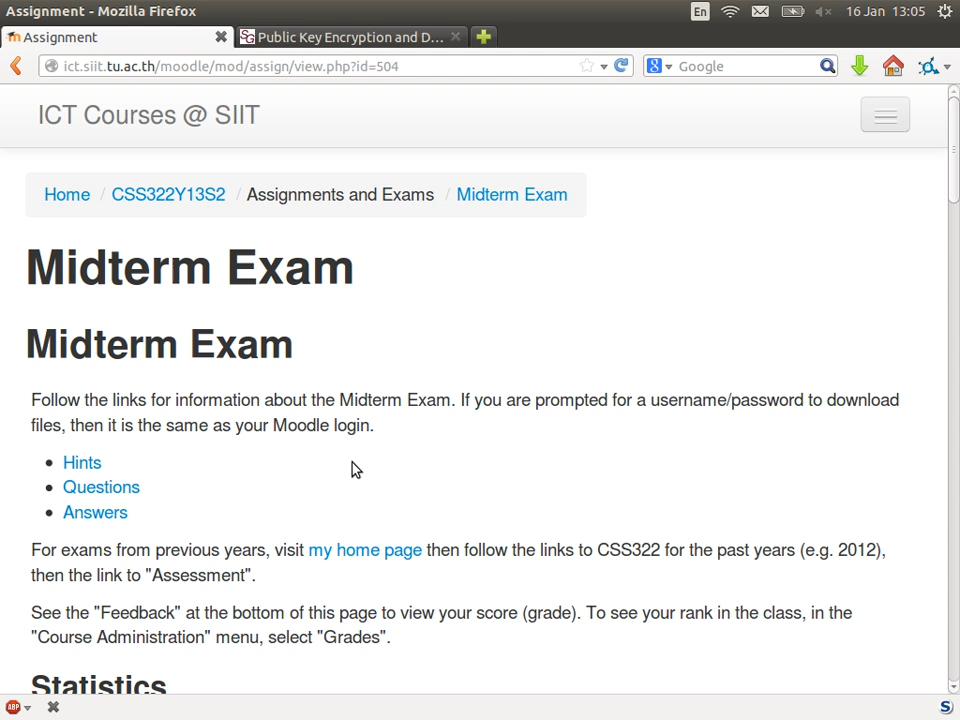 Assignment - Mozilla Firefox
En
16 Jan 13:05
Assignment
Public Key Encryption and D...
ict.siit.tu.ac.th/moodle/mod/assign/view.php?id=504
Google
ICT Courses @ SIIT
Home / CSS322Y13S2 / Assignments and Exams / Midterm Exam
Midterm Exam
Midterm Exam
Follow the links for information about the Midterm Exam. If you are prompted for a username/password to download
files, then it is the same as your Moodle login.
Hints
Questions
Answers
For exams from previous years, visit my home page then follow the links to CSS322 for the past years (e.g. 2012),
then the link to "Assessment".
See the "Feedback" at the bottom of this page to view your score (grade). To see your rank in the class, in the
"Course Administration" menu, select "Grades".
Statistics
ABP
S